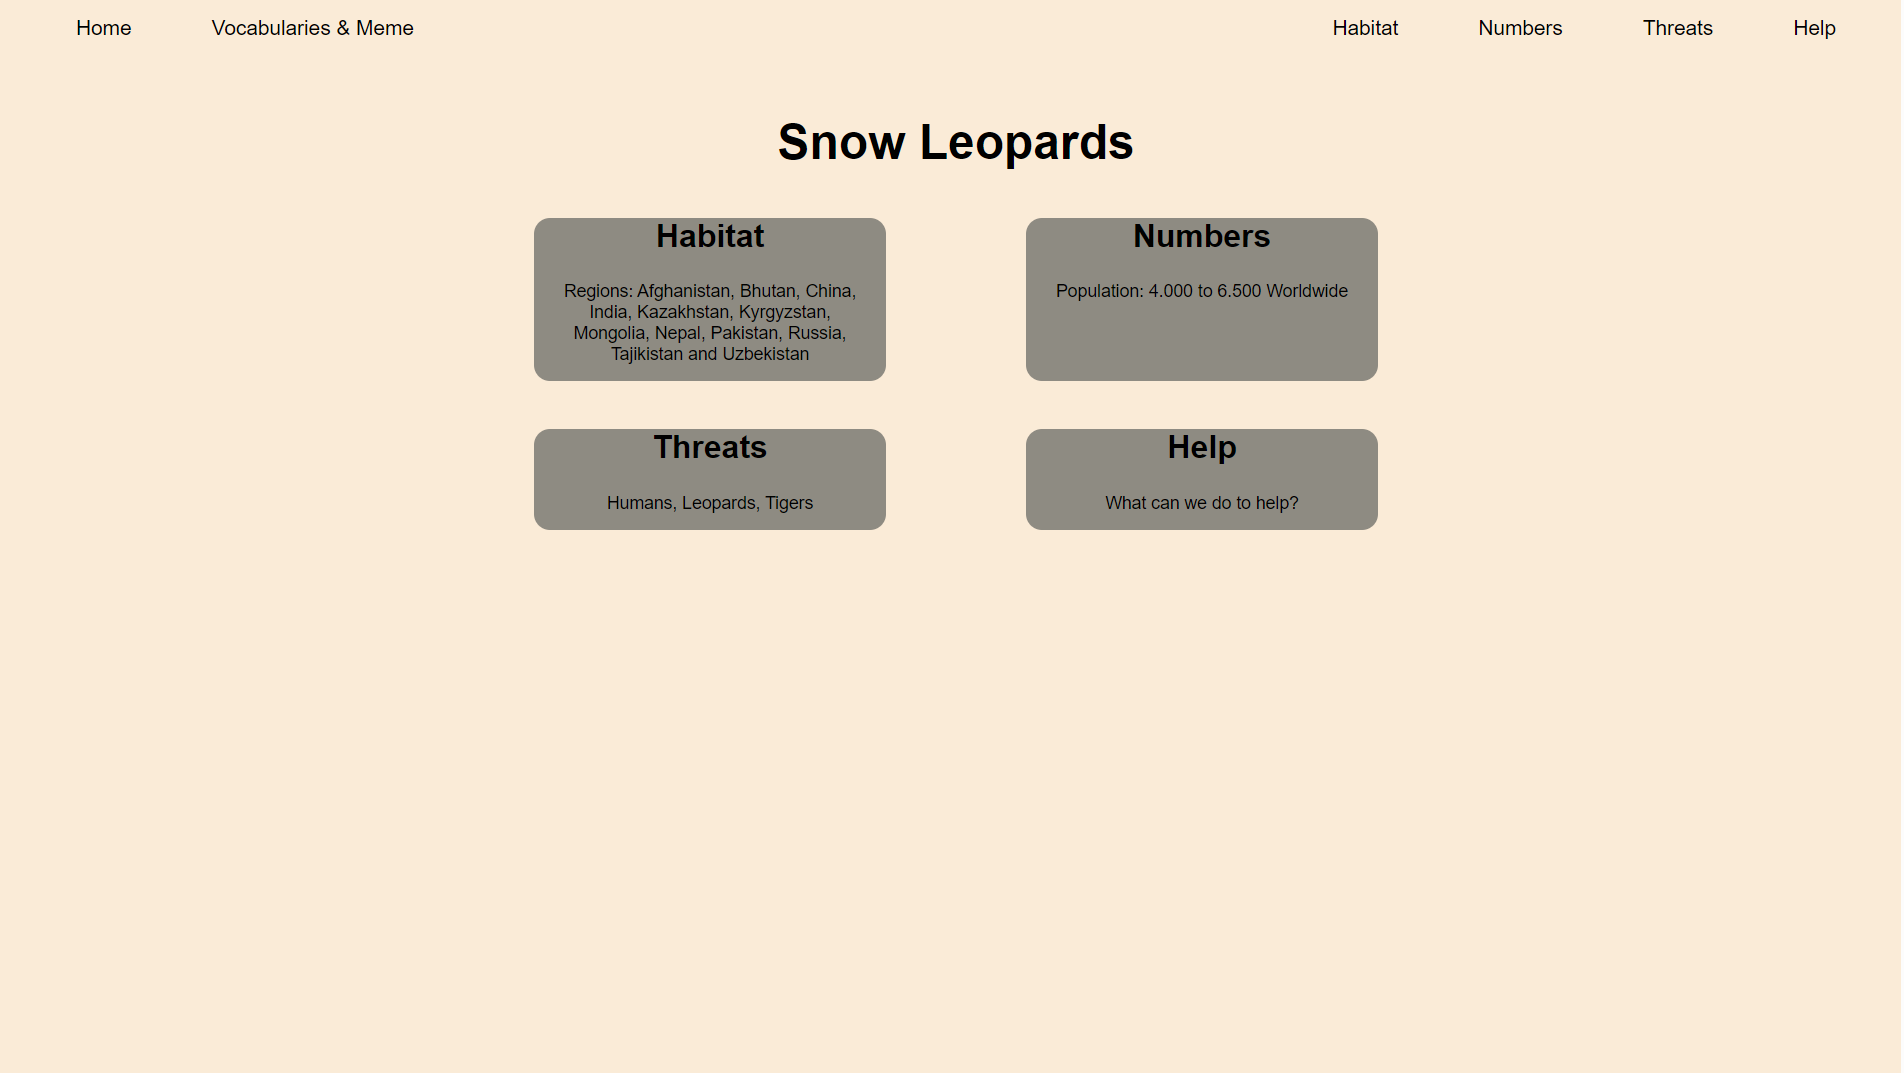 Home Vocabularies & Meme Habitat Numbers Threats Help
Snow Leopards
Habitat
Regions: Afghanistan, Bhutan, China,
India, Kazakhstan, Kyrgyzstan,
Mongolia, Nepal, Pakistan, Russia,
Tajikistan and Uzbekistan
Numbers
Population: 4.000 to 6.500 Worldwide
Threats
Humans, Leopards, Tigers
Help
What can we do to help?